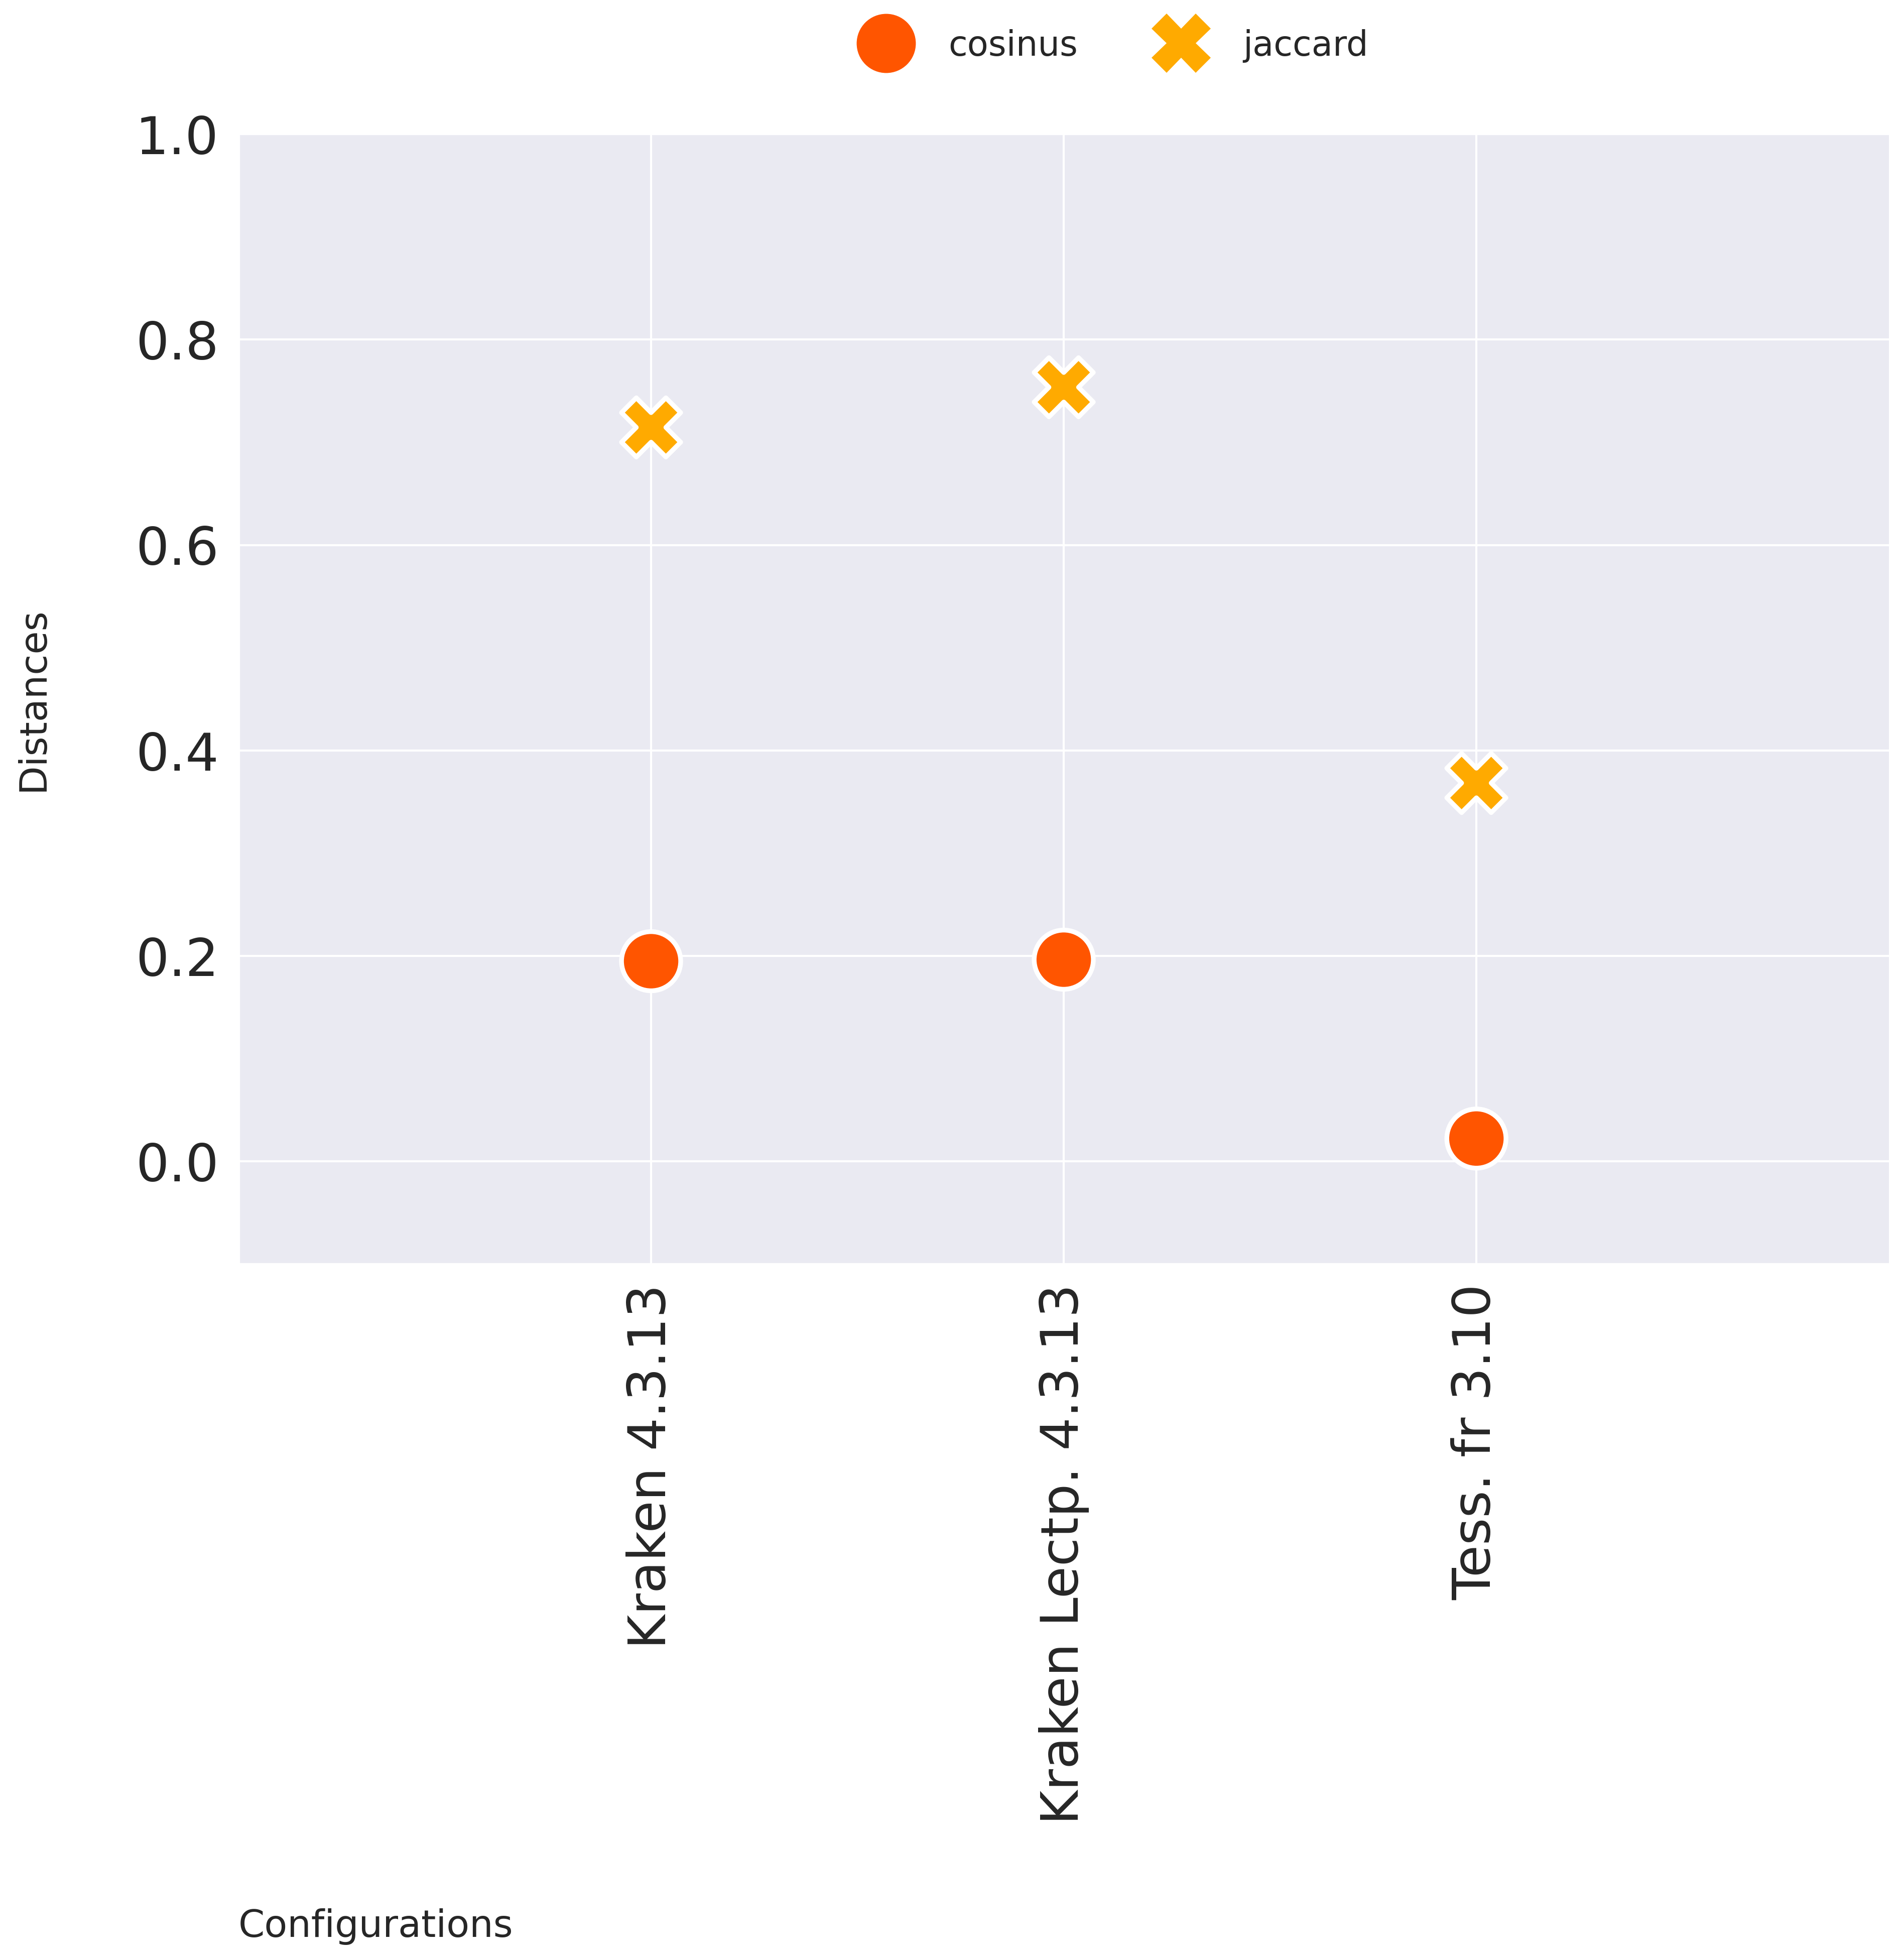 cosinus jaccard
1.0
0.8
0.6
0.4
0.2
0.0
Distances
Kraken 4.3.13
Kraken Lectp. 4.3.13
Tess. fr 3.10
Configurations